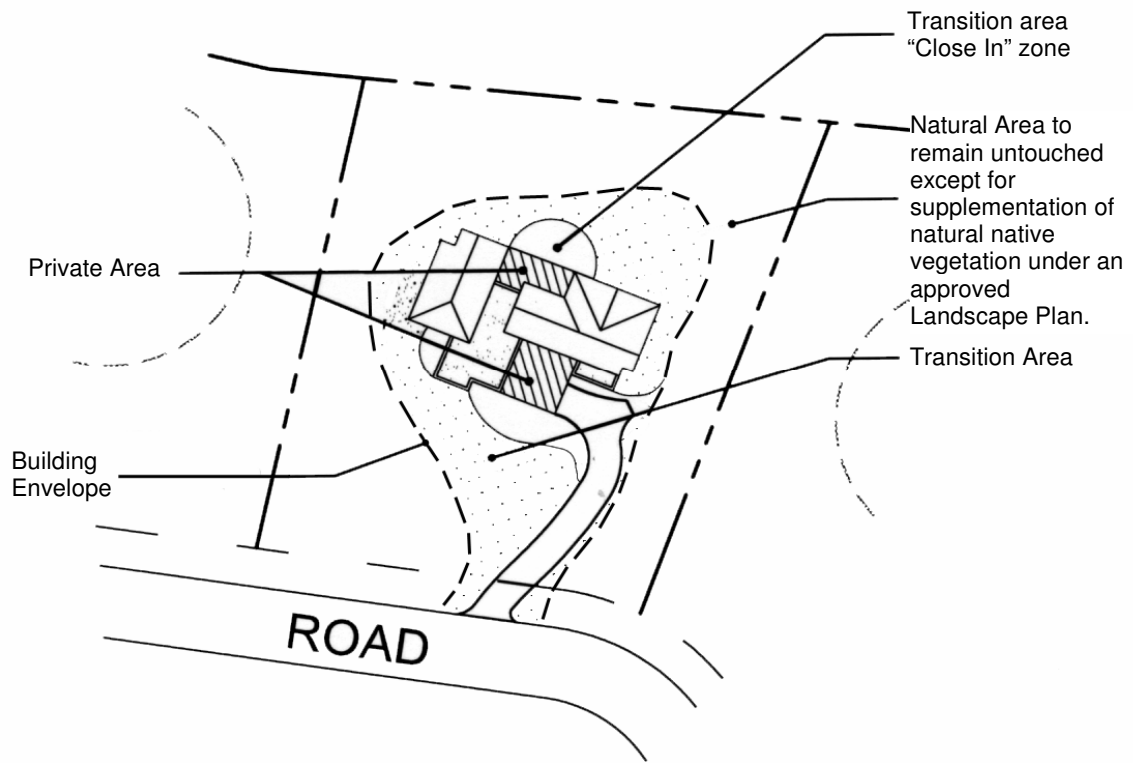 Transition area
“Close In” zone
Natural Area to
remain untouched
except for
supplementation of
natural native
vegetation under an
approved
Landscape Plan.
Private Area
Transition Area
Building
Envelope
ROAD